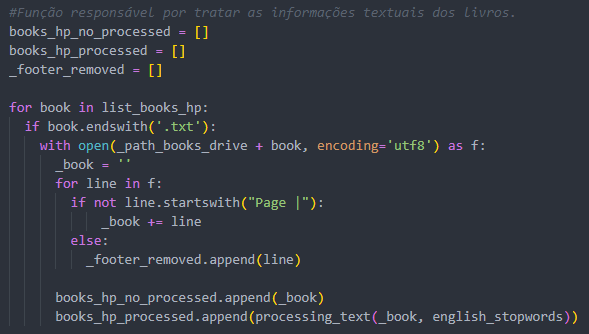 #Função responsável por tratar as informações textuais dos livros.
books_hp_no_processed = []
books_hp_processed = []
_footer_removed = []

for book in list_books_hp:
  if book.endswith('.txt'):
    with open(_path_books_drive + book, encoding='utf8') as f:
      _book = ''
      for line in f:
        if not line.startswith("Page |"):
            _book += line
        else:
          _footer_removed.append(line)

      books_hp_no_processed.append(_book)
      books_hp_processed.append(processing_text(_book, english_stopwords))